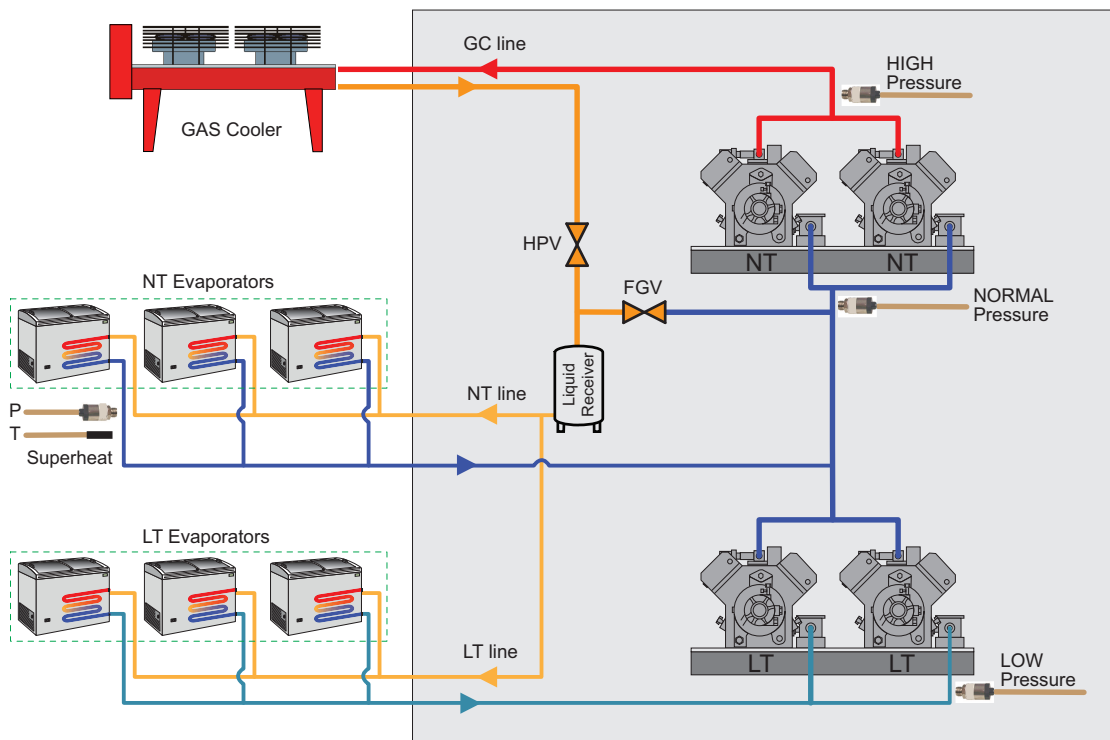 GC line
HIGH
Pressure
GAS Cooler
NT
NT
HPV
FGV
NORMAL
Pressure
NT Evaporators
Liquid
Receiver
NT line
P
T
Superheat
LT Evaporators
LT line
LT
LT
LOW
Pressure